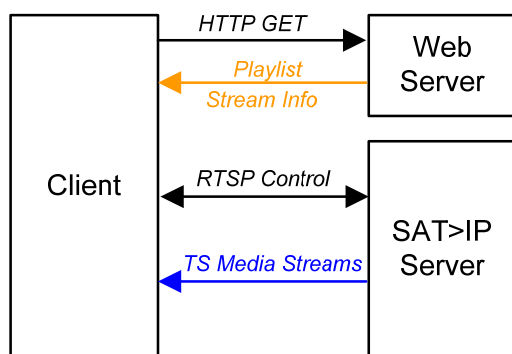 HTTP GET
Web
Server
Playlist
Stream Info
Client
RTSP Control
SAT>IP
Server
TS Media Streams